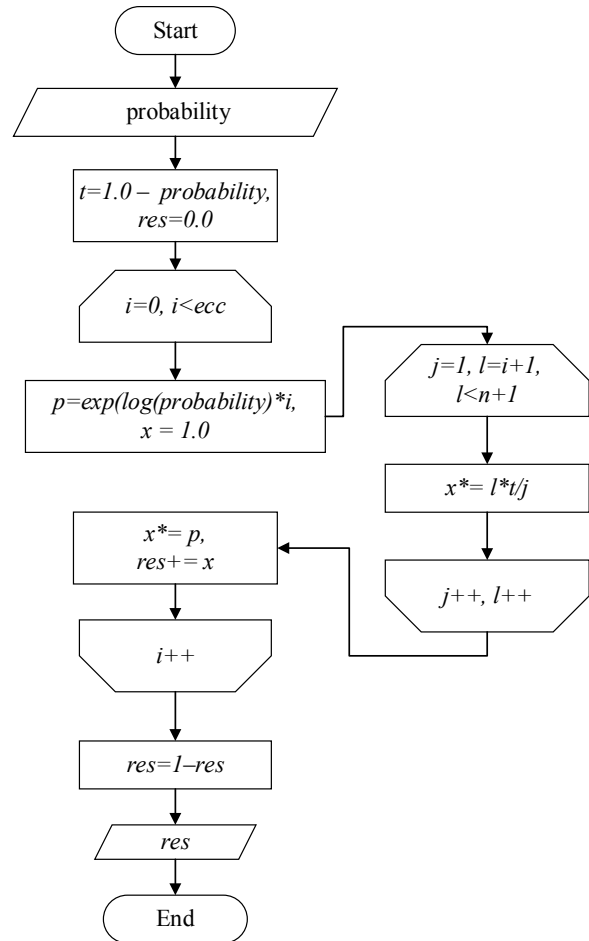 Start
probability
t=1.0 – probability,
res=0.0
i=0, i<ecc
p=exp(log(probability)*i,
x = 1.0
j=1, l=i+1,
l<n+1
x*= l*t/j
j++, l++
x*= p,
res+= x
i++
res=1–res
res
End